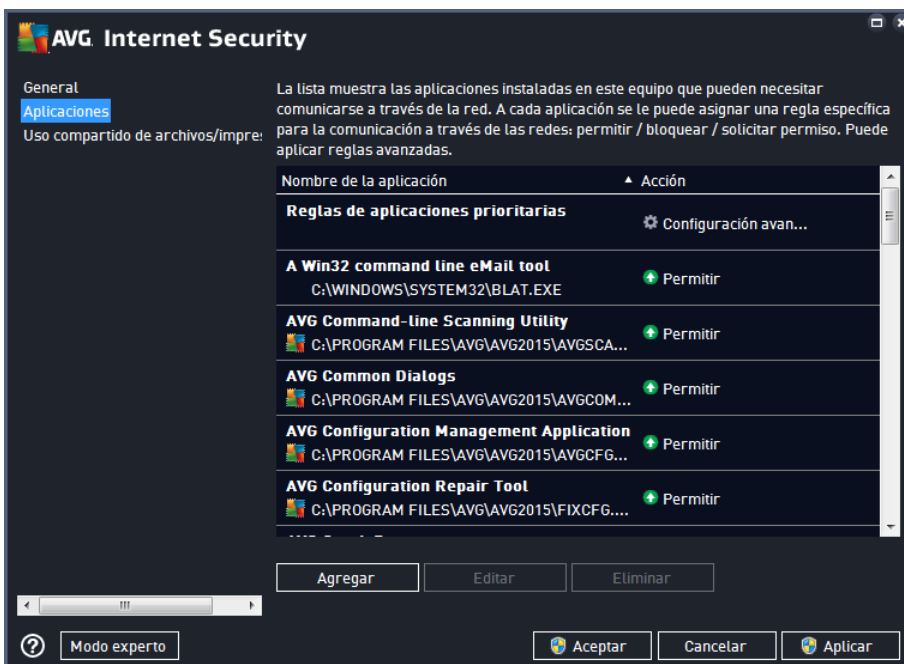 AVG. Internet Security
General
Aplicaciones
Uso compartido de archivos/impre
La lista muestra las aplicaciones instaladas en este equipo que pueden necesitar
comunicarse a través de la red. A cada aplicación se le puede asignar una regla específica
para la comunicación a través de las redes: permitir / bloquear / solicitar permiso. Puede
aplicar reglas avanzadas.
Nombre de la aplicación Acción
Reglas de aplicaciones prioritarias
Configuración avan...
A Win32 command line eMail tool
C:\WINDOWS\SYSTEM32\BLAT.EXE
Permitir
AVG Command-line Scanning Utility
C:\PROGRAM FILES\AVG\AVG2015\AVGSCA...
Permitir
AVG Common Dialogs
C:\PROGRAM FILES\AVG\AVG2015\AVGCOM...
Permitir
AVG Configuration Management Application
C:\PROGRAM FILES\AVG\AVG2015\AVGCFG...
Permitir
AVG Configuration Repair Tool
C:\PROGRAM FILES\AVG\AVG2015\FIXCFG....
Permitir
Agregar Editar Eliminar
? Modo experto Aceptar Cancelar Aplicar